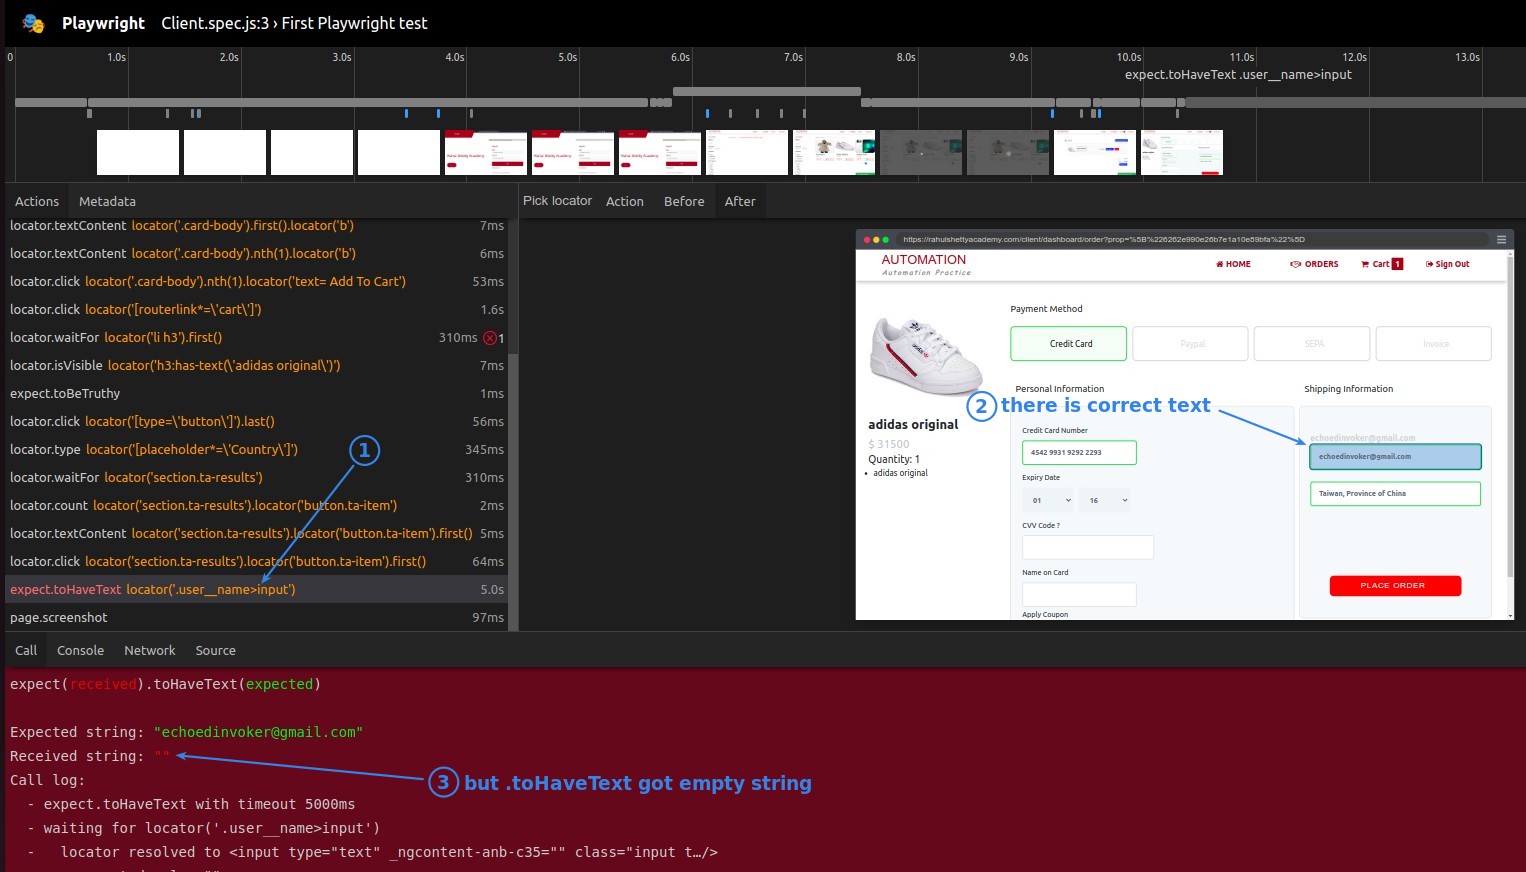 Playwright Client.spec.js:3 › First Playwright test
0 1.0s 2.0s 3.0s 4.0s 5.0s 6.0s 7.0s 8.0s 9.0s 10.0s 11.0s 12.0s 13.0s
expect.toHaveText .user__name>input
Actions Metadata
Pick locator Action Before After
locator.textContent locator('.card-body').first().locator('b') 7ms
locator.textContent locator('.card-body').nth(1).locator('b') 6ms
locator.click locator('.card-body').nth(1).locator('text= Add To Cart') 53ms
locator.click locator('[routerlink*=\'cart\']') 1.6s
locator.waitFor locator('li h3').first() 310ms 1
locator.isVisible locator('h3:has-text(\'adidas original\')') 7ms
expect.toBeTruthy 1ms
locator.click locator('[type=\'button\']').last() 56ms
locator.type locator('[placeholder*=\'Country\']') 345ms
locator.waitFor locator('section.ta-results') 310ms
locator.count locator('section.ta-results').locator('button.ta-item') 2ms
locator.textContent locator('section.ta-results').locator('button.ta-item').first() 5ms
locator.click locator('section.ta-results').locator('button.ta-item').first() 64ms
expect.toHaveText locator('.user__name>input') 5.0s
page.screenshot 97ms
1
https://rahulshettyacademy.com/client/dashboard/order?prop=%5B%226262e990e26b7e1a10e89bfa%22%5D
AUTOMATION
Automation Practice
HOME ORDERS Cart 1 Sign Out
Payment Method
Credit Card Paypal SEPA Invoice
Personal Information
Shipping Information
2 there is correct text
adidas original
$ 31500
Quantity: 1
adidas original
Credit Card Number
4542 9931 9292 2293
Expiry Date
01 16
CVV Code ?
Name on Card
Apply Coupon
echoedinvoker@gmail.com
echoedinvoker@gmail.com
Taiwan, Province of China
PLACE ORDER
Call Console Network Source
expect(received).toHaveText(expected)
Expected string: "echoedinvoker@gmail.com"
Received string: ""
3 but .toHaveText got empty string
Call log:
- expect.toHaveText with timeout 5000ms
- waiting for locator('.user__name>input')
- locator resolved to <input type="text" _ngcontent-anb-c35="" class="input t…/>